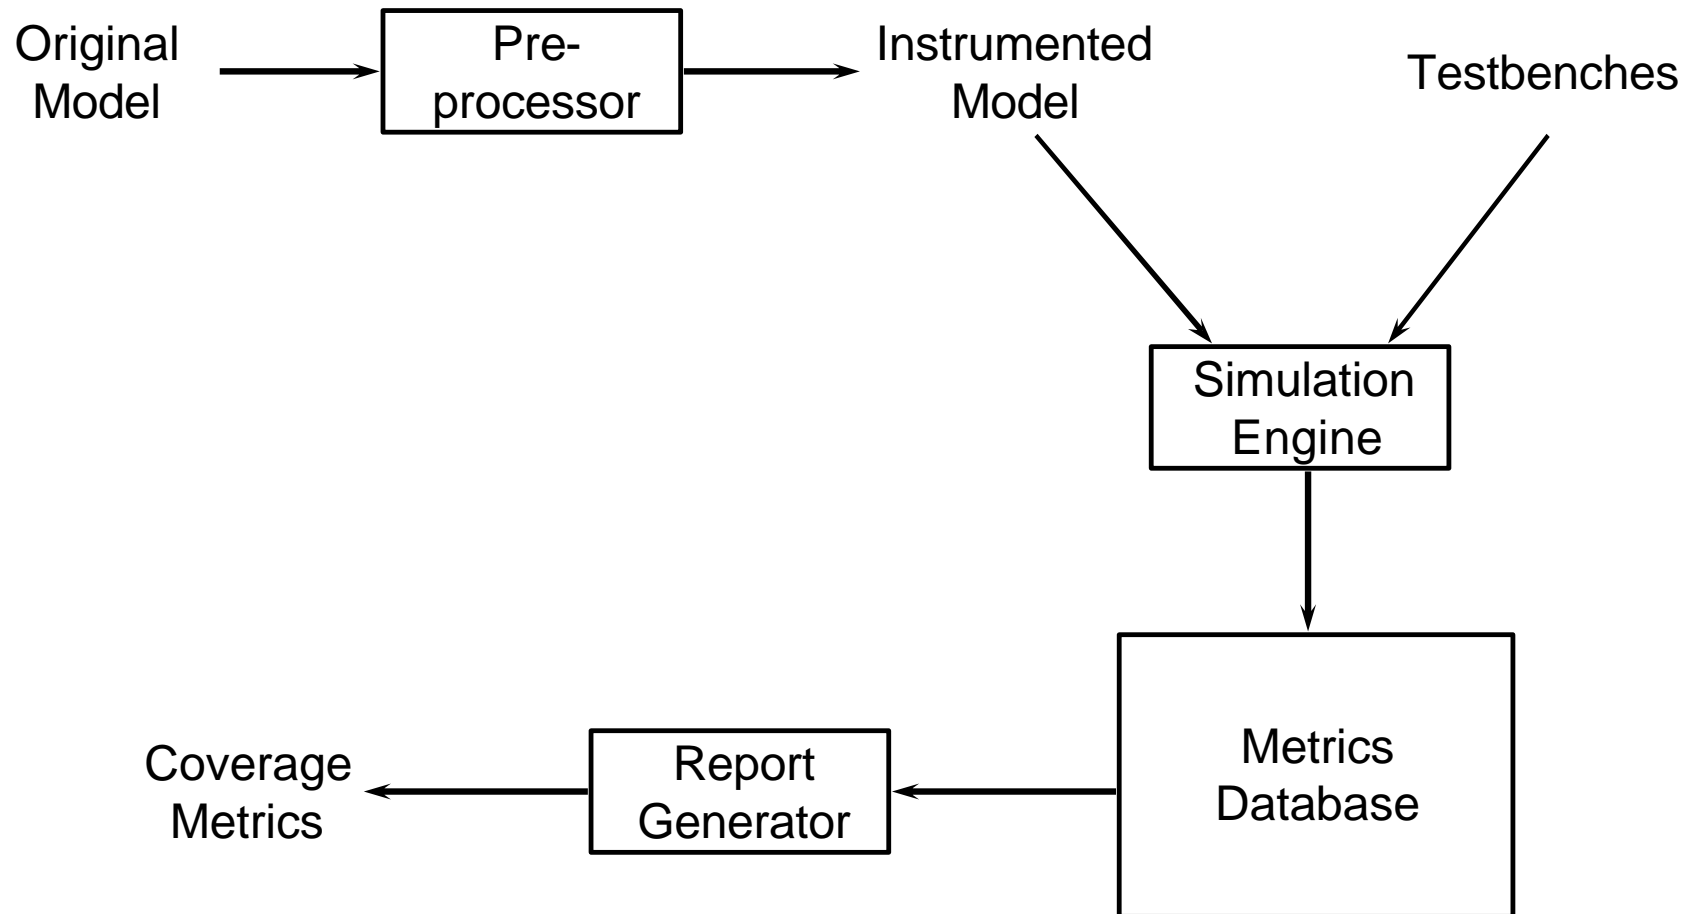 Original
Model
Pre-
processor
Instrumented
Model
Testbenches
Simulation
Engine
Metrics
Database
Report
Generator
Coverage
Metrics